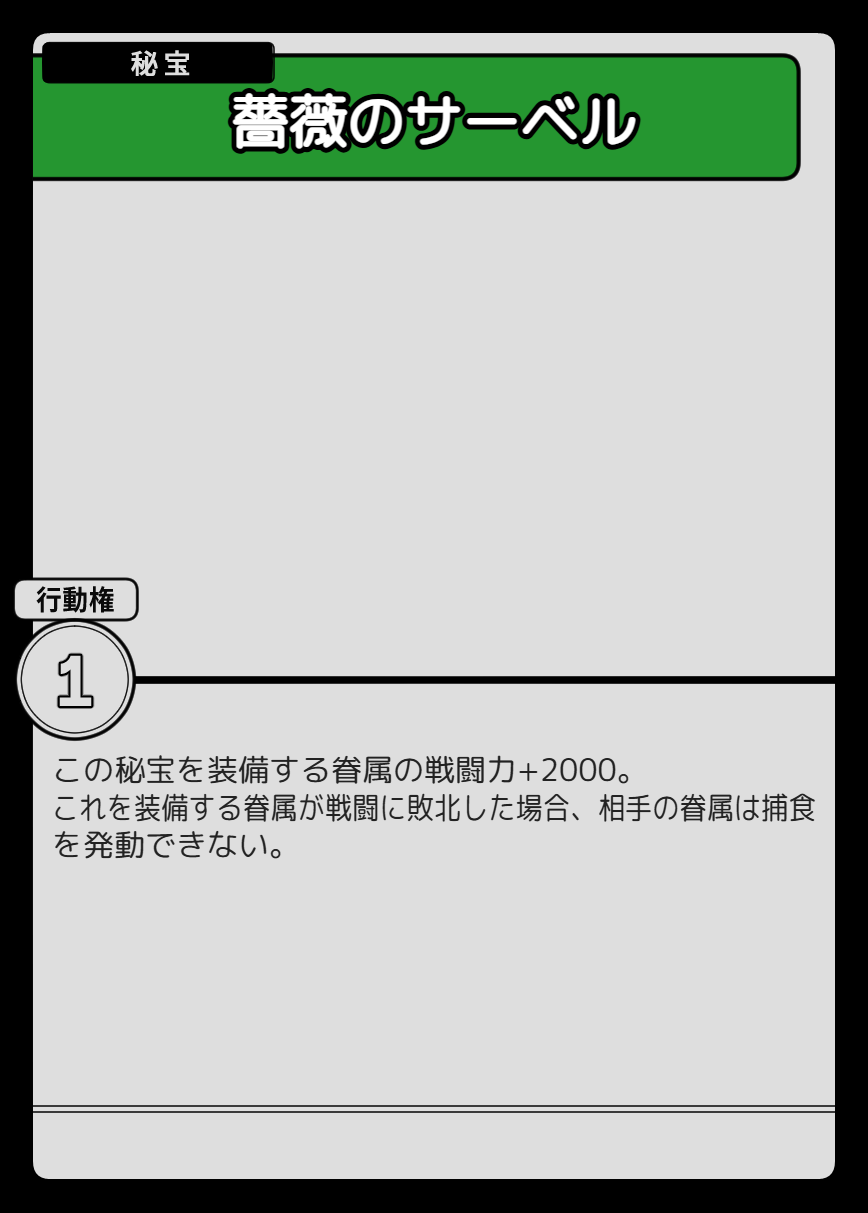 秘宝
薔薇のサーベル
行動権
1
この秘宝を装備する眷属の戦闘力+2000。
これを装備する眷属が戦闘に敗北した場合、相手の眷属は捕食
を発動できない。